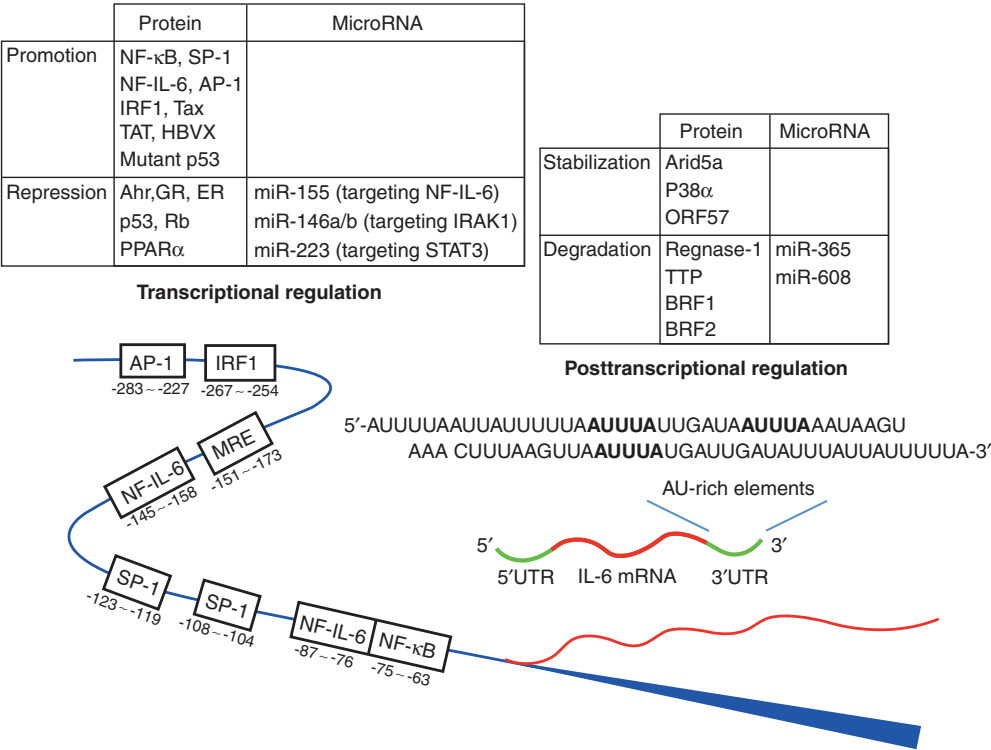 Protein MicroRNA
Promotion NF-κB, SP-1
NF-IL-6, AP-1
IRF1, Tax
TAT, HBVX
Mutant p53
Repression Ahr,GR, ER miR-155 (targeting NF-IL-6)
p53, Rb miR-146a/b (targeting IRAK1)
PPARα miR-223 (targeting STAT3)
Transcriptional regulation
Protein MicroRNA
Stabilization Arid5a
P38α
ORF57
Degradation Regnase-1 miR-365
TTP miR-608
BRF1
BRF2
Posttranscriptional regulation
AP-1 IRF1
-283~-227 -267~-254
MRE
-151~-173
NF-IL-6
-145~-158
SP-1
-123~-119
SP-1
-108~-104
NF-IL-6 NF-κB
-87~-76 -75~-63
5′-AUUUUAAUUAUUUUUUAAUUUAUUGAUAAUUUAAAUAAGU
AAA CUUUAAGUUAAUUUAUGAUUGAUAUUUAUUAUUUUUA-3′
AU-rich elements
5′ 3′
5′UTR IL-6 mRNA 3′UTR